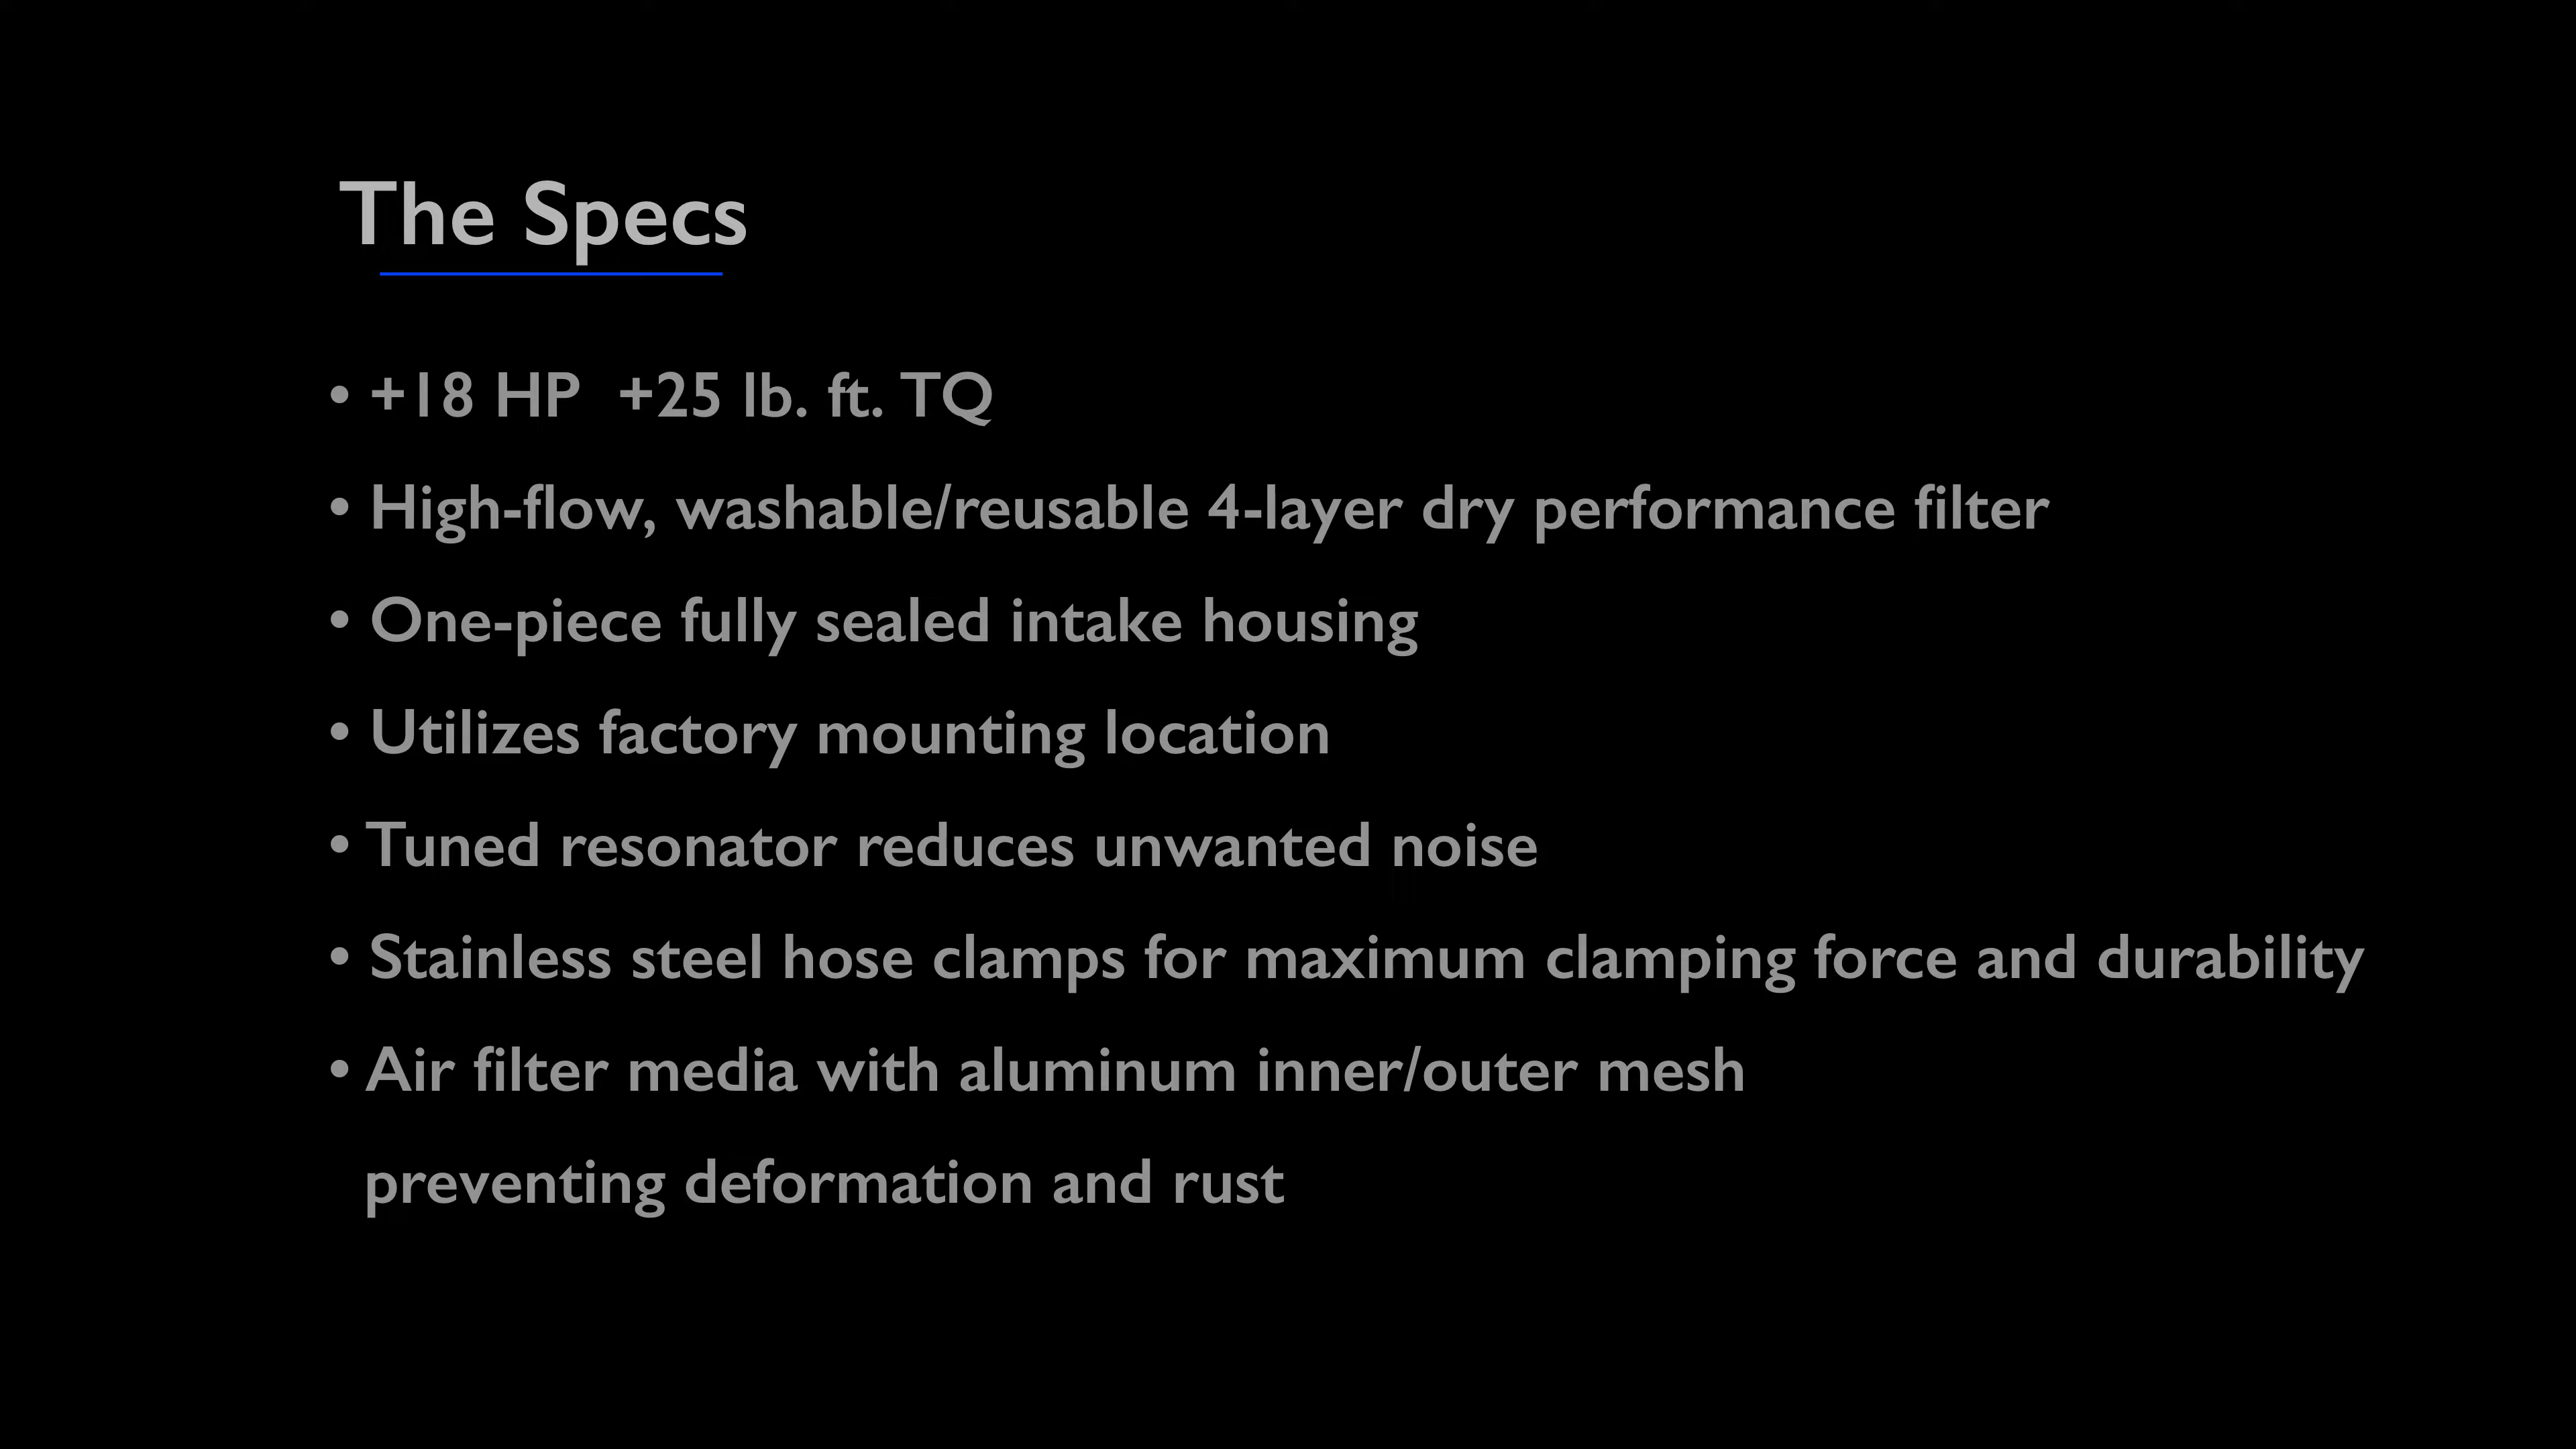 The Specs
• +18 HP  +25 lb. ft. TQ
• High-flow, washable/reusable 4-layer dry performance filter
• One-piece fully sealed intake housing
• Utilizes factory mounting location
• Tuned resonator reduces unwanted noise
• Stainless steel hose clamps for maximum clamping force and durability
• Air filter media with aluminum inner/outer mesh
preventing deformation and rust